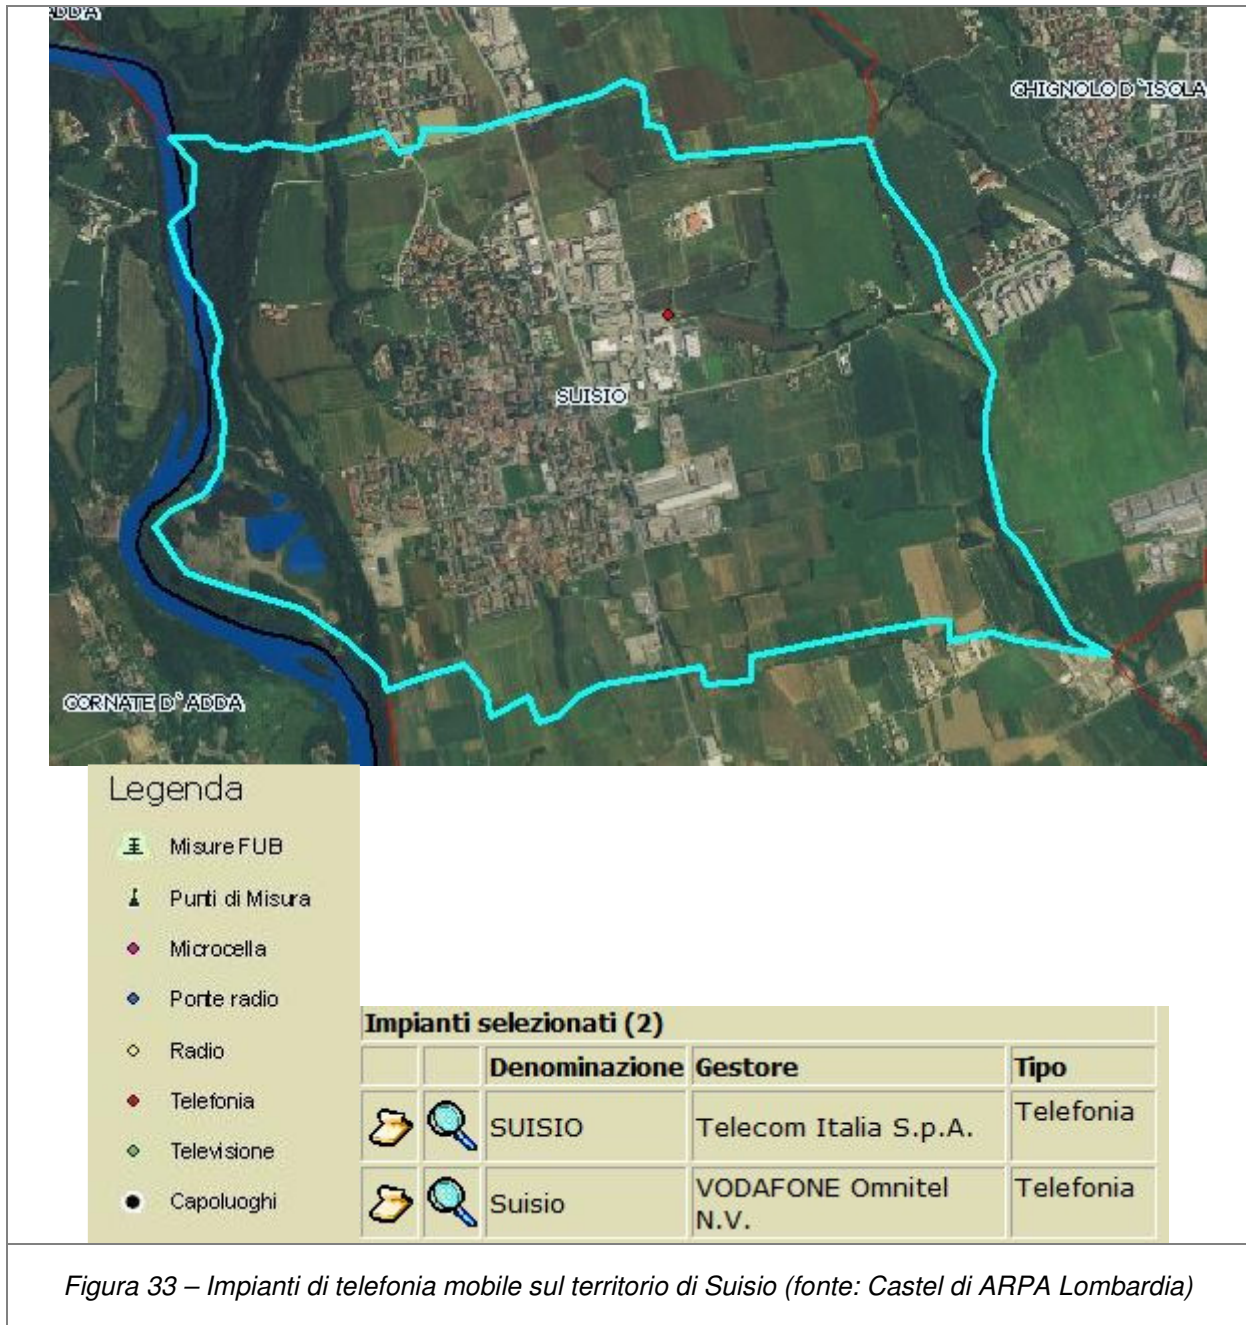 ADDA
CHIGNOLO D`ISOLA
SUISIO
CORNATE D`ADDA
Legenda
Misure FUB
Punti di Misura
Microcella
Ponte radio
Radio
Telefonia
Televisione
Capoluoghi
Impianti selezionati (2)
Denominazione Gestore Tipo
SUISIO Telecom Italia S.p.A. Telefonia
Suisio VODAFONE Omnitel N.V. Telefonia
Figura 33 – Impianti di telefonia mobile sul territorio di Suisio (fonte: Castel di ARPA Lombardia)